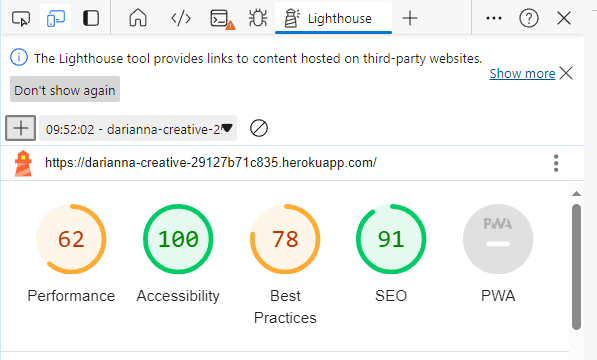 Lighthouse
The Lighthouse tool provides links to content hosted on third-party websites.
Show more
Don't show again
09:52:02 - darianna-creative-2
https://darianna-creative-29127b71c835.herokuapp.com/
62 100 78 91 PWA
Performance Accessibility Best Practices SEO PWA